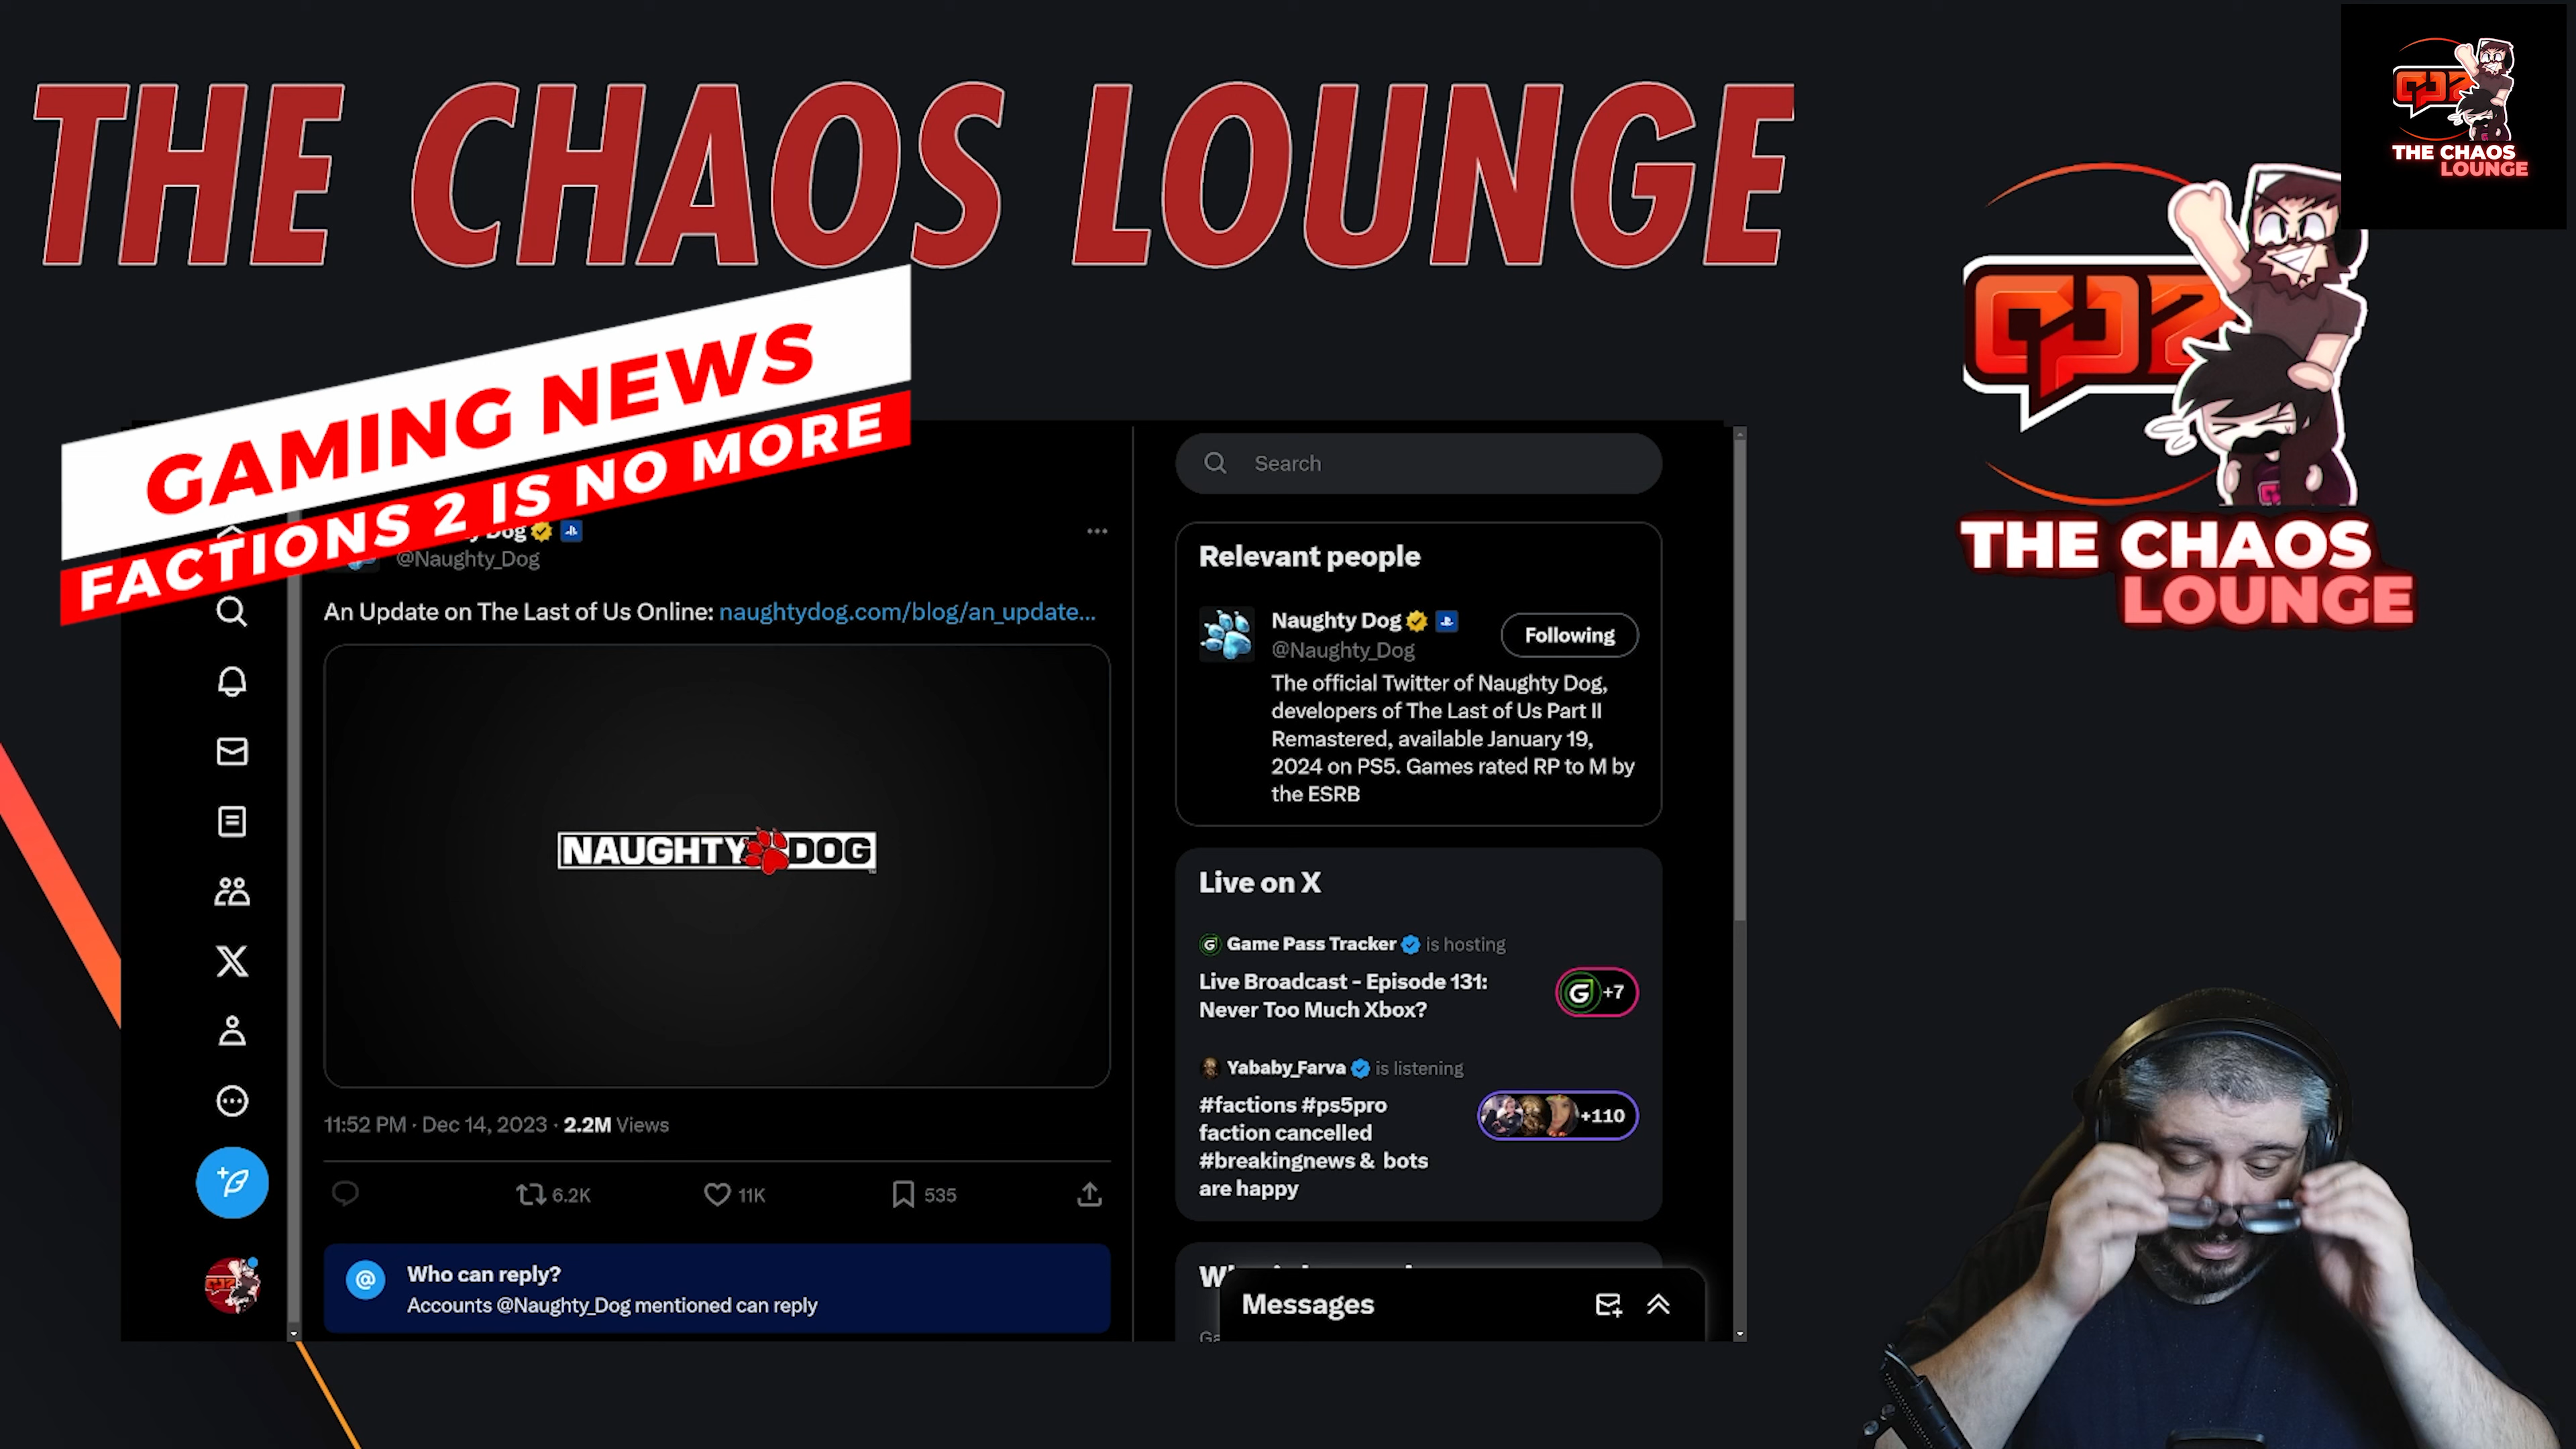 THE CHAOS LOUNGE
THE CHAOS
LOUNGE
GAMING NEWS
FACTIONS 2 IS NO MORE
THE CHAOS
LOUNGE
Dog
@Naughty_Dog
An Update on The Last of Us Online: naughtydog.com/blog/an_update...
NAUGHTY DOG
11:52 PM · Dec 14, 2023 · 2.2M Views
6.2K
11K
535
Who can reply?
Accounts @Naughty_Dog mentioned can reply
Search
Relevant people
Naughty Dog
@Naughty_Dog
Following
The official Twitter of Naughty Dog,
developers of The Last of Us Part II
Remastered, available January 19,
2024 on PS5. Games rated RP to M by
the ESRB
Live on X
Game Pass Tracker is hosting
Live Broadcast - Episode 131:
Never Too Much Xbox?
G +7
Yababy_Farva is listening
#factions #ps5pro
faction cancelled
#breakingnews & bots
are happy
+110
Messages